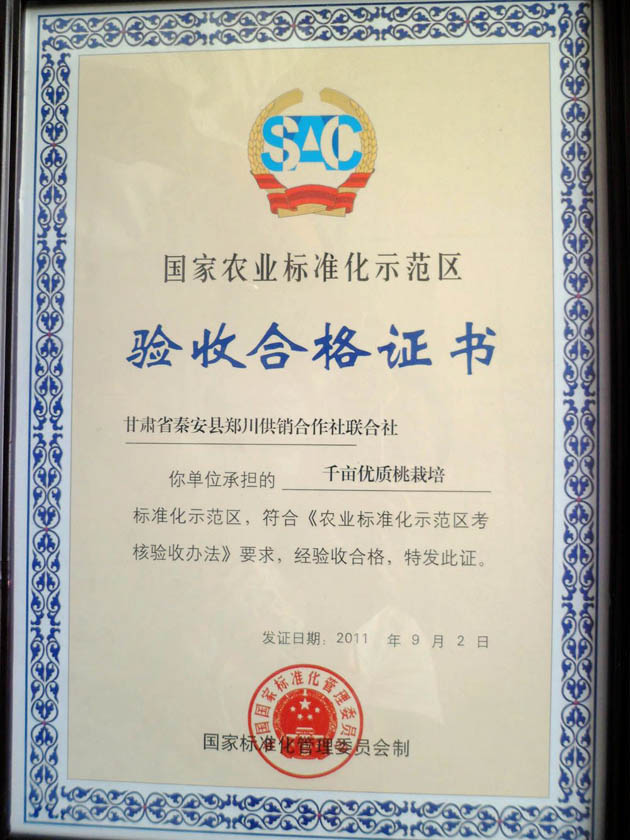 SAC
国家农业标准化示范区
验收合格证书
甘肃省秦安县郑川供销合作社联合社
你单位承担的 千亩优质桃栽培
标准化示范区，符合《农业标准化示范区考
核验收办法》要求，经验收合格，特发此证。
发证日期：2011 年 9 月 2 日
国国家标准化管理委员会
国家标准化管理委员会制